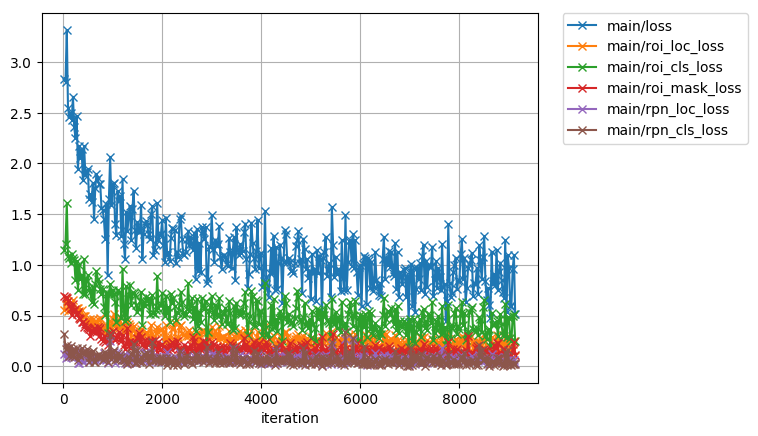 3.0
2.5
2.0
1.5
1.0
0.5
0.0
0
2000
4000
6000
8000
iteration
main/loss
main/roi_loc_loss
main/roi_cls_loss
main/roi_mask_loss
main/rpn_loc_loss
main/rpn_cls_loss